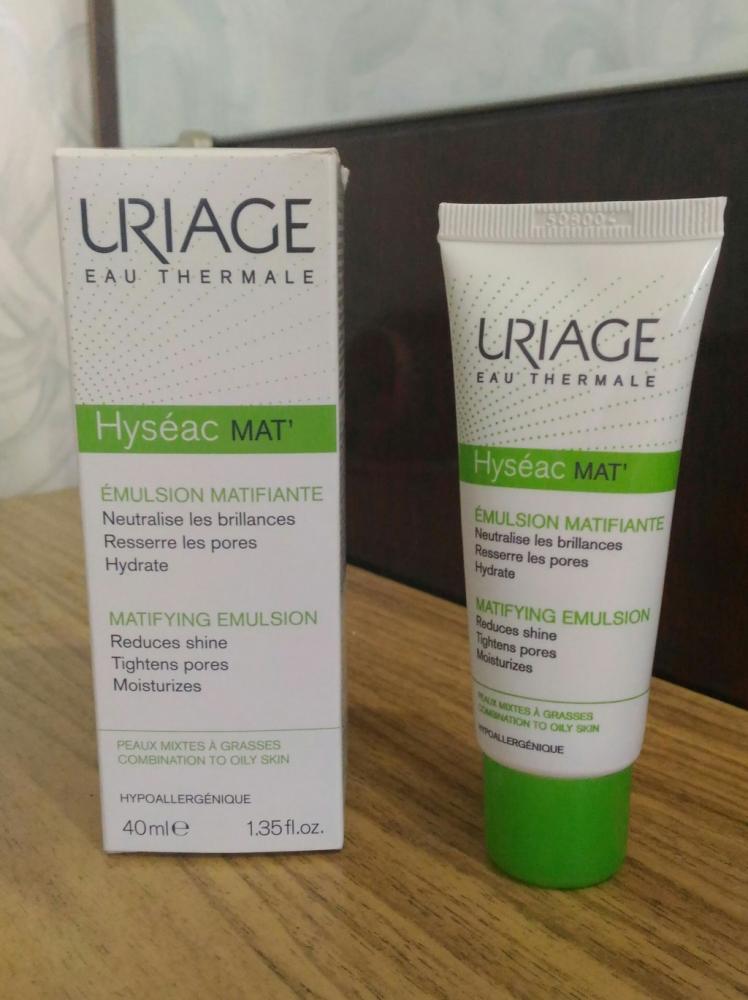 URIAGE
EAU THERMALE
Hyséac MAT'
ÉMULSION MATIFIANTE
Neutralise les brillances
Resserre les pores
Hydrate
MATIFYING EMULSION
Reduces shine
Tightens pores
Moisturizes
PEAUX MIXTES À GRASSES
COMBINATION TO OILY SKIN
HYPOALLERGÉNIQUE
40ml℮ 1.35fl.oz.
508004
URIAGE
EAU THERMALE
Hyséac MAT'
ÉMULSION MATIFIANTE
Neutralise les brillances
Resserre les pores
Hydrate
MATIFYING EMULSION
Reduces shine
Tightens pores
Moisturizes
PEAUX MIXTES À GRASSES
COMBINATION TO OILY SKIN
HYPOALLERGÉNIQUE